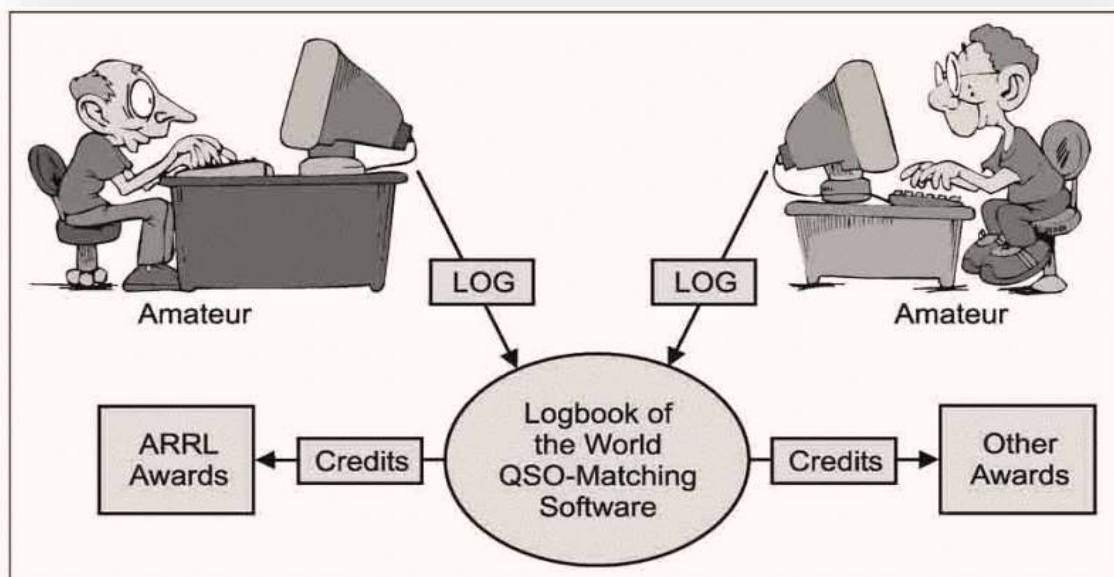 LOG
LOG
Amateur
Amateur
Logbook of
the World
QSO-Matching
Software
ARRL
Awards
Credits
Credits
Other
Awards